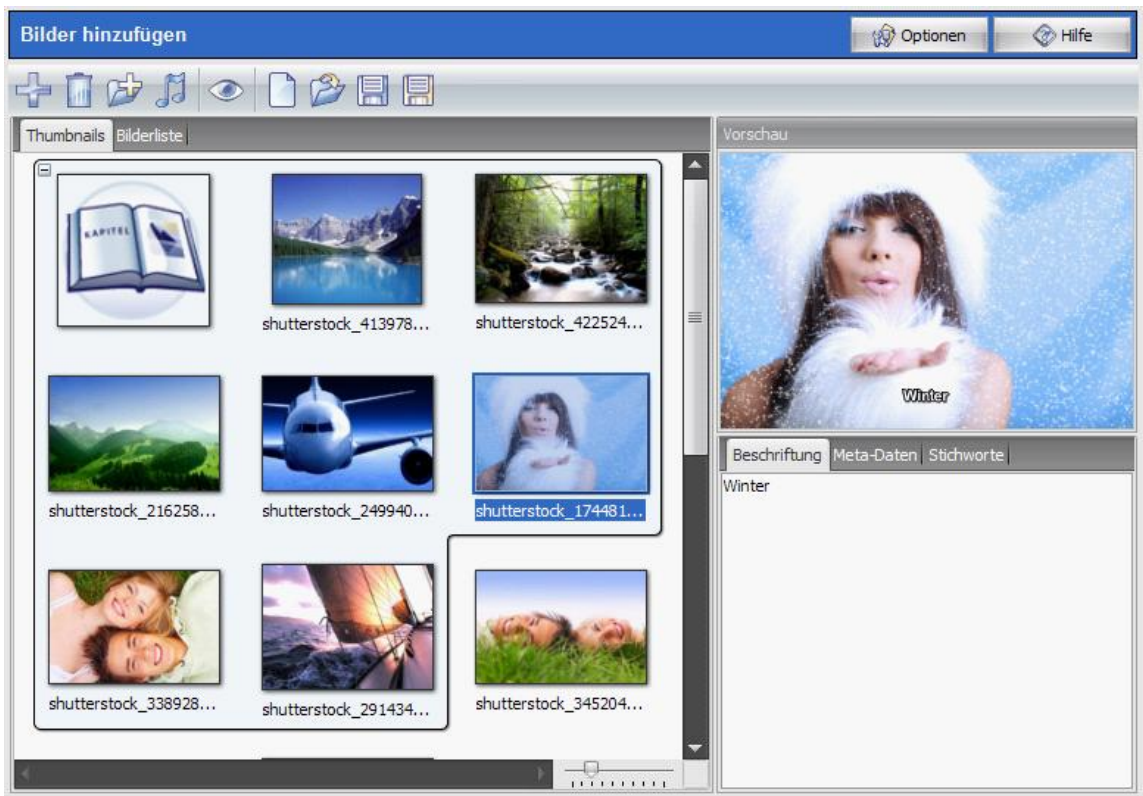 Bilder hinzufügen
Optionen
Hilfe
Thumbnails
Bilderliste
Vorschau
KAPITEL
shutterstock_413978...
shutterstock_422524...
Winter
shutterstock_216258...
shutterstock_249940...
shutterstock_174481...
Beschriftung
Meta-Daten
Stichworte
Winter
shutterstock_338928...
shutterstock_291434...
shutterstock_345204...